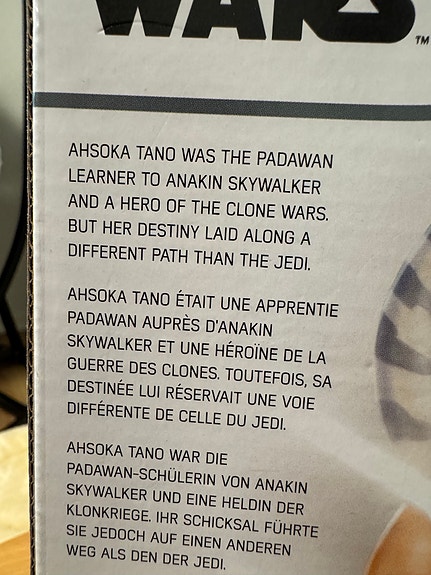 WARS
TM
AHSOKA TANO WAS THE PADAWAN
LEARNER TO ANAKIN SKYWALKER
AND A HERO OF THE CLONE WARS.
BUT HER DESTINY LAID ALONG A
DIFFERENT PATH THAN THE JEDI.
AHSOKA TANO ÉTAIT UNE APPRENTIE
PADAWAN AUPRÈS D'ANAKIN
SKYWALKER ET UNE HÉROÏNE DE LA
GUERRE DES CLONES. TOUTEFOIS, SA
DESTINÉE LUI RÉSERVAIT UNE VOIE
DIFFÉRENTE DE CELLE DU JEDI.
AHSOKA TANO WAR DIE
PADAWAN-SCHÜLERIN VON ANAKIN
SKYWALKER UND EINE HELDIN DER
KLONKRIEGE. IHR SCHICKSAL FÜHRTE
SIE JEDOCH AUF EINEN ANDEREN
WEG ALS DEN DER JEDI.